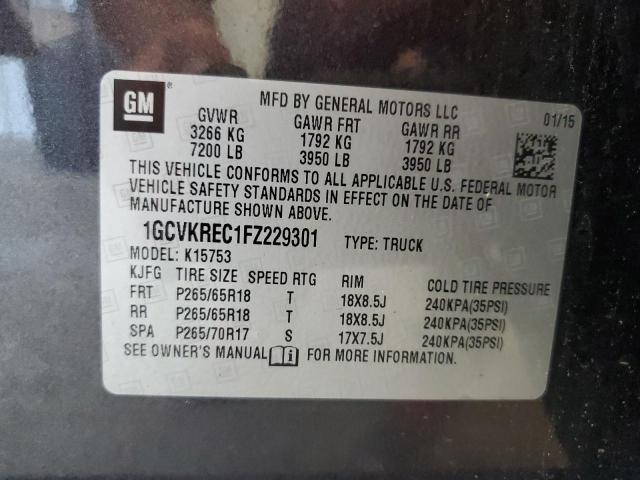 GM
MFD BY GENERAL MOTORS LLC
01/15
GVWR GAWR FRT GAWR RR
3266 KG 1792 KG 1792 KG
7200 LB 3950 LB 3950 LB
THIS VEHICLE CONFORMS TO ALL APPLICABLE U.S. FEDERAL MOTOR
VEHICLE SAFETY STANDARDS IN EFFECT ON THE DATE OF
MANUFACTURE SHOWN ABOVE.
1GCVKREC1FZ229301 TYPE: TRUCK
MODEL: K15753
KJFG TIRE SIZE SPEED RTG RIM COLD TIRE PRESSURE
FRT P265/65R18 T 18X8.5J 240KPA(35PSI)
RR P265/65R18 T 18X8.5J 240KPA(35PSI)
SPA P265/70R17 S 17X7.5J 240KPA(35PSI)
SEE OWNER'S MANUAL FOR MORE INFORMATION.